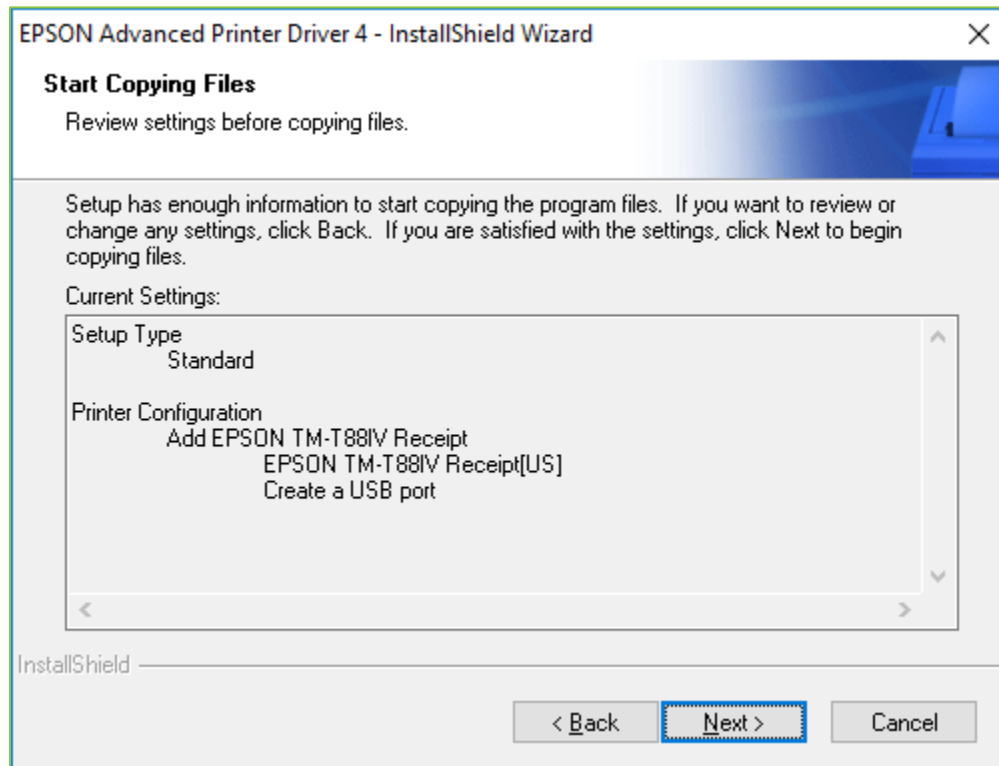 EPSON Advanced Printer Driver 4 - InstallShield Wizard
Start Copying Files
Review settings before copying files.
Setup has enough information to start copying the program files.  If you want to review or
change any settings, click Back.  If you are satisfied with the settings, click Next to begin
copying files.
Current Settings:
Setup Type
Standard
Printer Configuration
Add EPSON TM-T88IV Receipt
EPSON TM-T88IV Receipt[US]
Create a USB port
InstallShield
< Back
Next >
Cancel